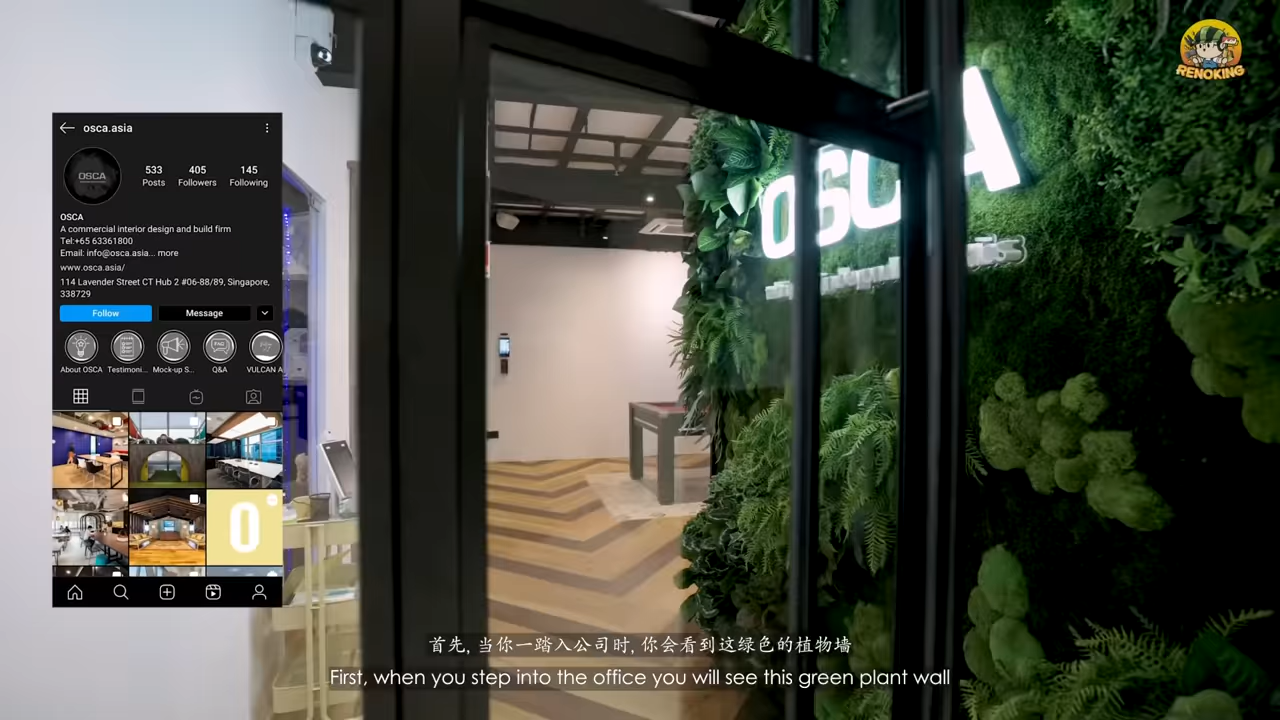 RENOKING
osca.asia
OSCA
533 405 145
Posts Followers Following
OSCA
A commercial interior design and build firm
Tel:+65 63361800
Email: info@osca.asia... more
www.osca.asia/
114 Lavender Street CT Hub 2 #06-88/89, Singapore,
338729
Follow Message
About OSCA Testimoni... Mock-up S... Q&A VULCAN A
FAQ
O
OSCA
首先, 当你一踏入公司时, 你会看到这绿色的植物墙
First, when you step into the office you will see this green plant wall